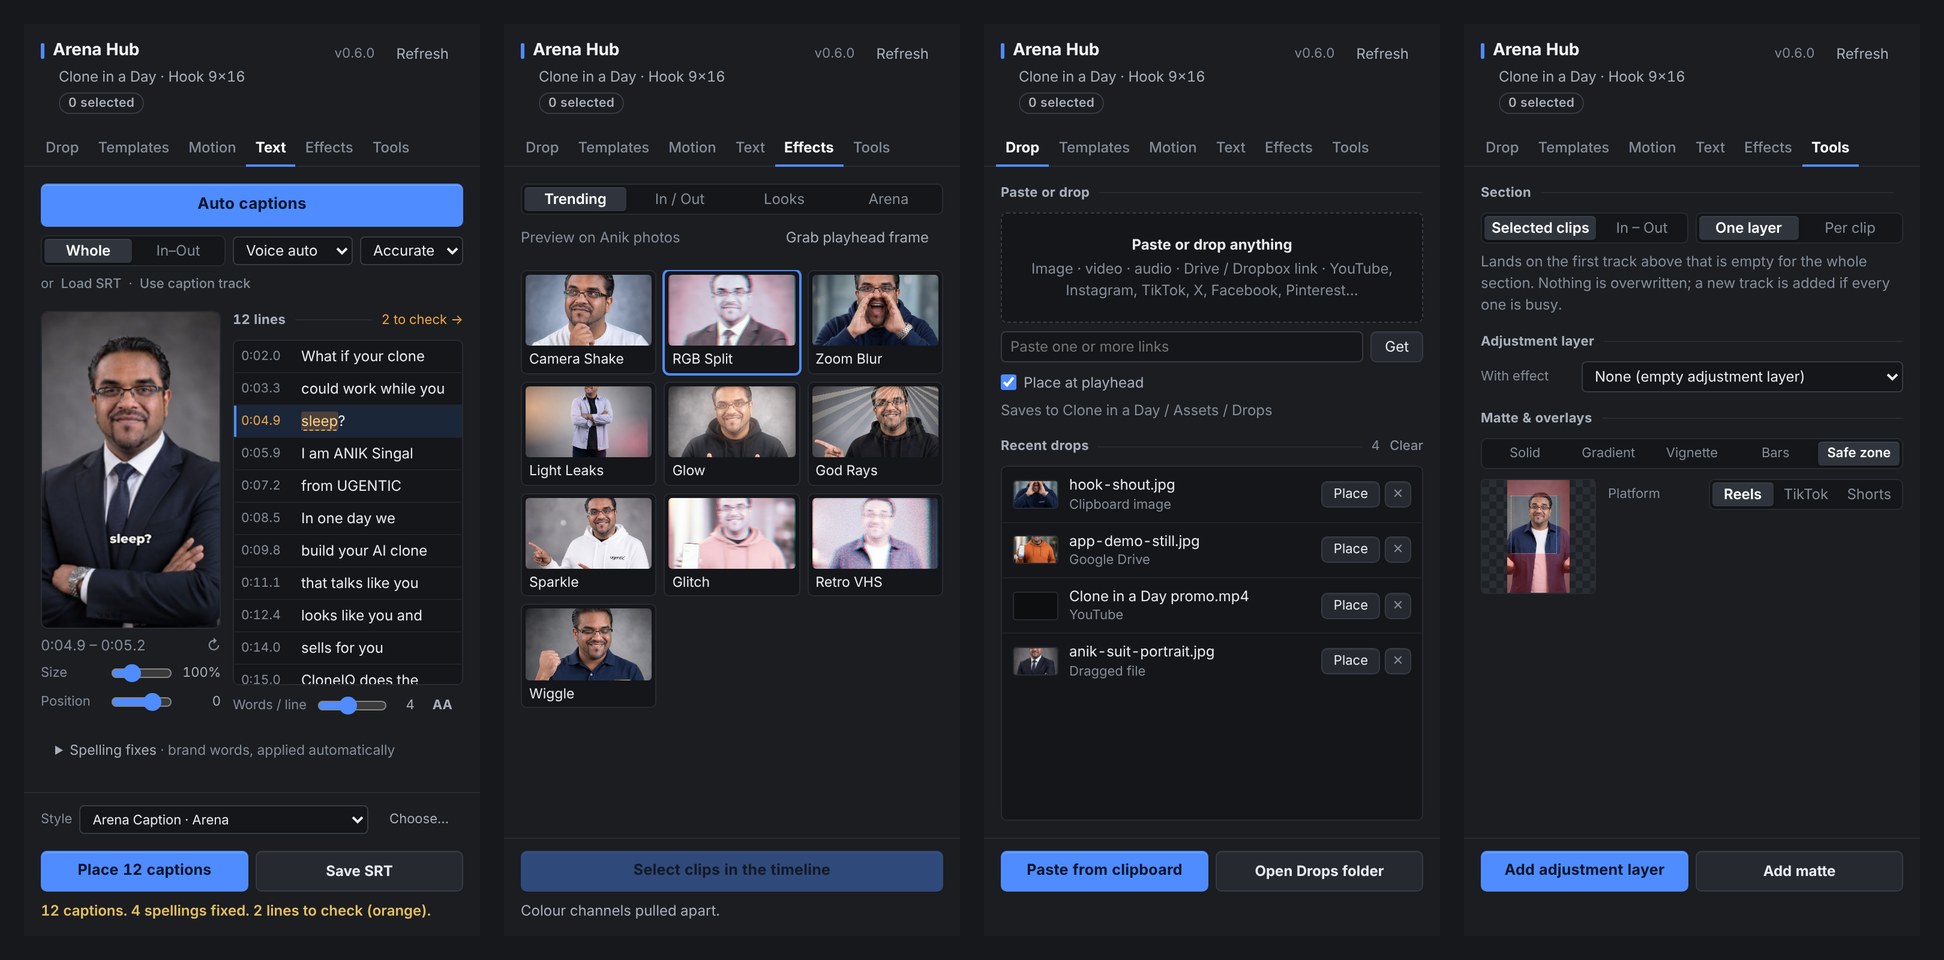 Arena Hub
v0.6.0 Refresh
Clone in a Day · Hook 9×16
0 selected
Drop Templates Motion Text Effects Tools
Auto captions
Whole In–Out Voice auto Accurate
or Load SRT · Use caption track
sleep?
0:04.9 – 0:05.2 ↻
Size 100%
Position 0
12 lines 2 to check →
0:02.0 What if your clone
0:03.3 could work while you
0:04.9 sleep?
0:05.9 I am ANIK Singal
0:07.2 from UGENTIC
0:08.5 In one day we
0:09.8 build your AI clone
0:11.1 that talks like you
0:12.4 looks like you and
0:14.0 sells for you
0:15.0 CloneIQ does the
Words / line 4 AA
▶ Spelling fixes · brand words, applied automatically
Style Arena Caption · Arena Choose...
Place 12 captions Save SRT
12 captions. 4 spellings fixed. 2 lines to check (orange).
Arena Hub
v0.6.0 Refresh
Clone in a Day · Hook 9×16
0 selected
Drop Templates Motion Text Effects Tools
Trending In / Out Looks Arena
Preview on Anik photos Grab playhead frame
Camera Shake RGB Split Zoom Blur
Light Leaks Glow God Rays
Sparkle Glitch Retro VHS
Wiggle
Select clips in the timeline
Colour channels pulled apart.
Arena Hub
v0.6.0 Refresh
Clone in a Day · Hook 9×16
0 selected
Drop Templates Motion Text Effects Tools
Paste or drop
Paste or drop anything
Image · video · audio · Drive / Dropbox link · YouTube,
Instagram, TikTok, X, Facebook, Pinterest...
Paste one or more links Get
Place at playhead
Saves to Clone in a Day / Assets / Drops
Recent drops 4 Clear
hook-shout.jpg
Clipboard image
Place ×
app-demo-still.jpg
Google Drive
Place ×
Clone in a Day promo.mp4
YouTube
Place ×
anik-suit-portrait.jpg
Dragged file
Place ×
Paste from clipboard Open Drops folder
Arena Hub
v0.6.0 Refresh
Clone in a Day · Hook 9×16
0 selected
Drop Templates Motion Text Effects Tools
Section
Selected clips In – Out One layer Per clip
Lands on the first track above that is empty for the whole
section. Nothing is overwritten; a new track is added if every
one is busy.
Adjustment layer
With effect None (empty adjustment layer)
Matte & overlays
Solid Gradient Vignette Bars Safe zone
Platform Reels TikTok Shorts
Add adjustment layer Add matte